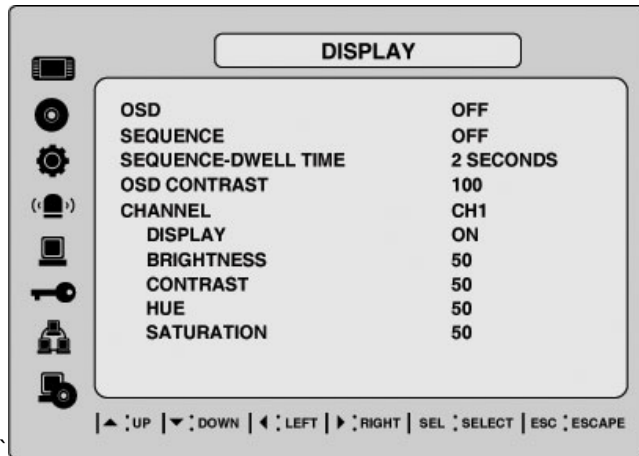 DISPLAY
OSD OFF
SEQUENCE OFF
SEQUENCE-DWELL TIME 2 SECONDS
OSD CONTRAST 100
CHANNEL CH1
DISPLAY ON
BRIGHTNESS 50
CONTRAST 50
HUE 50
SATURATION 50
|▲ : UP |▼ : DOWN |◀ : LEFT |▶ : RIGHT | SEL : SELECT | ESC : ESCAPE
`